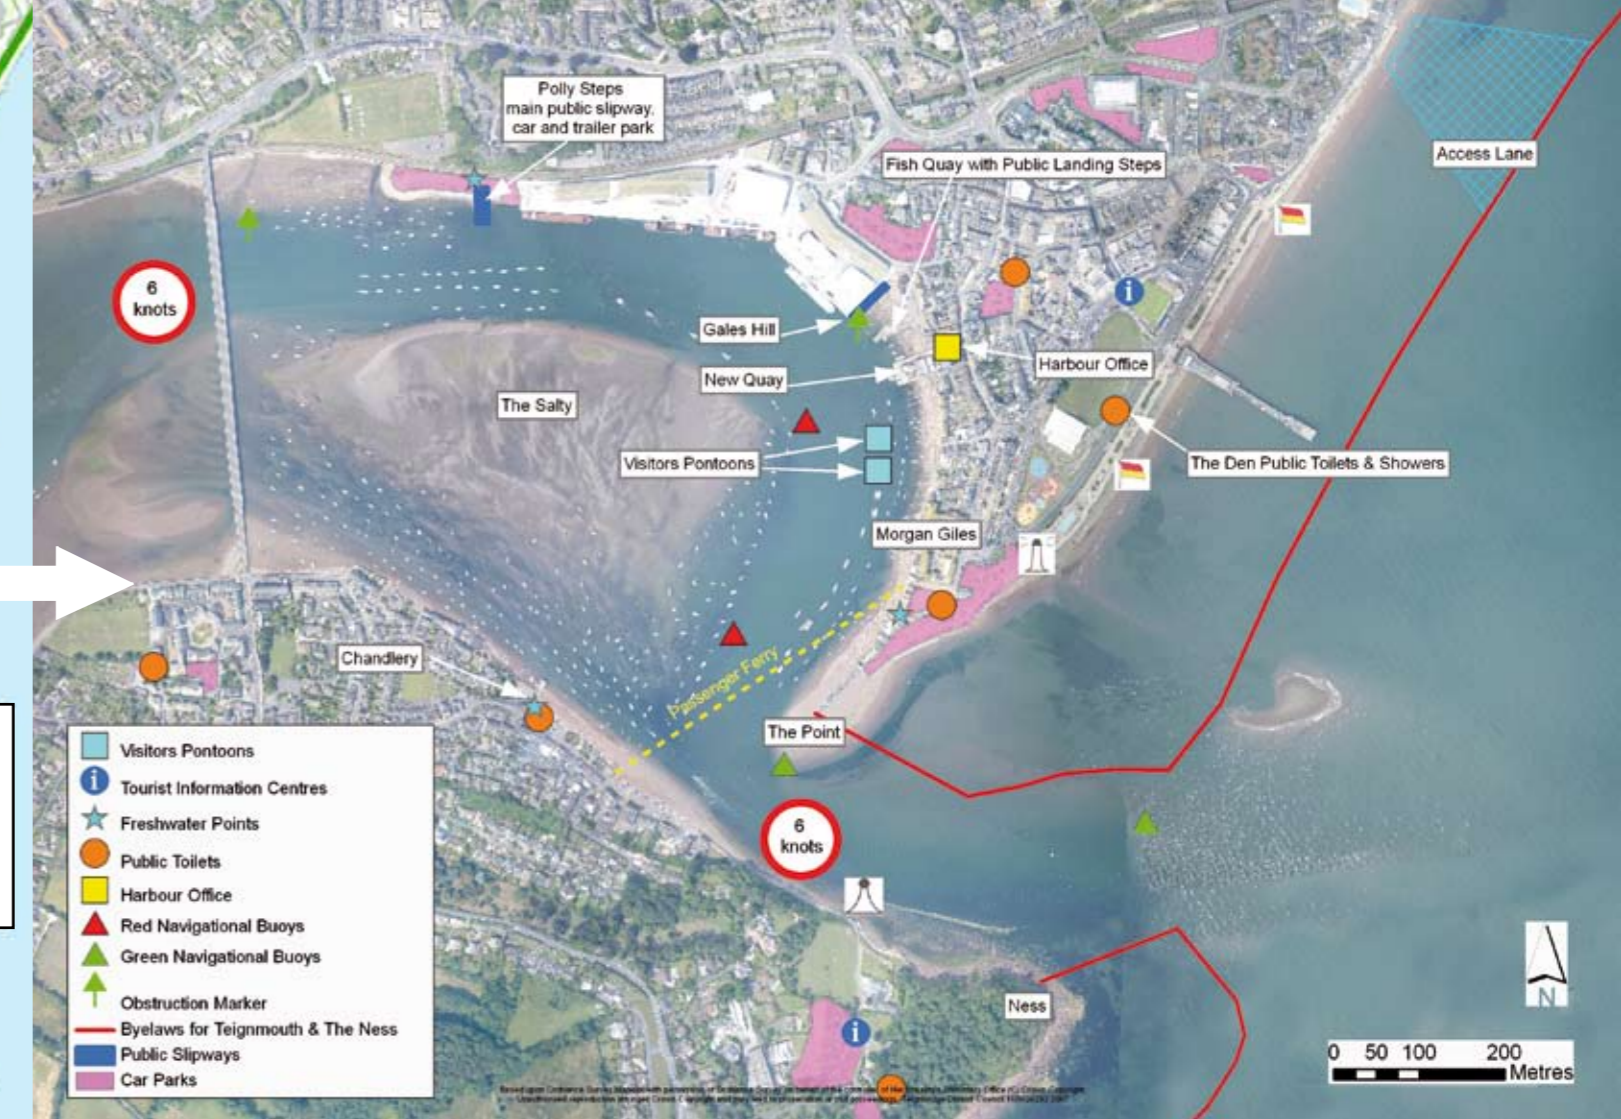 Polly Steps
main public slipway,
car and trailer park
Fish Quay with Public Landing Steps
Access Lane
6
knots
Gales Hill
Harbour Office
New Quay
The Salty
Visitors Pontoons
The Den Public Toilets & Showers
Morgan Giles
Chandlery
Passenger Ferry
The Point
6
knots
Ness
Visitors Pontoons
i Tourist Information Centres
Freshwater Points
Public Toilets
Harbour Office
Red Navigational Buoys
Green Navigational Buoys
Obstruction Marker
Byelaws for Teignmouth & The Ness
Public Slipways
Car Parks
i
i
N
0 50 100 200
Metres